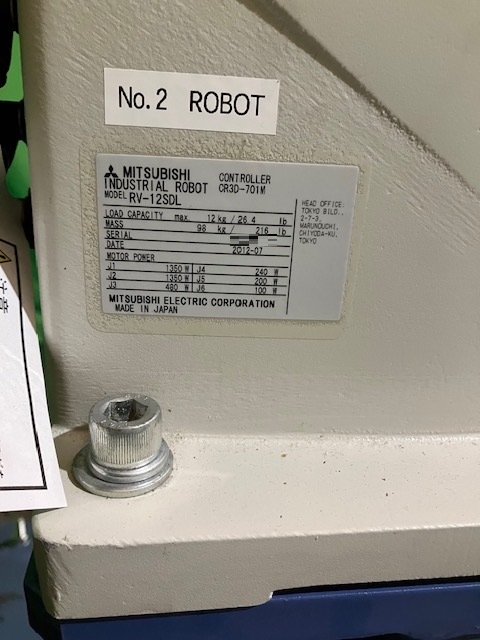 No.2 ROBOT
MITSUBISHI
INDUSTRIAL ROBOT
MODEL RV-12SDL
CONTROLLER
CR3D-701M
LOAD CAPACITY max. 12 kg / 26.4 lb
MASS 98 kg / 216 lb
SERIAL
DATE 2012-07
MOTOR POWER
J1 1350 W J4 240 W
J2 1350 W J5 200 W
J3 480 W J6 100 W
MITSUBISHI ELECTRIC CORPORATION
MADE IN JAPAN
HEAD OFFICE:
TOKYO BILD.,
2-7-3,
MARUNOUCHI,
CHIYODA-KU,
TOKYO
注意